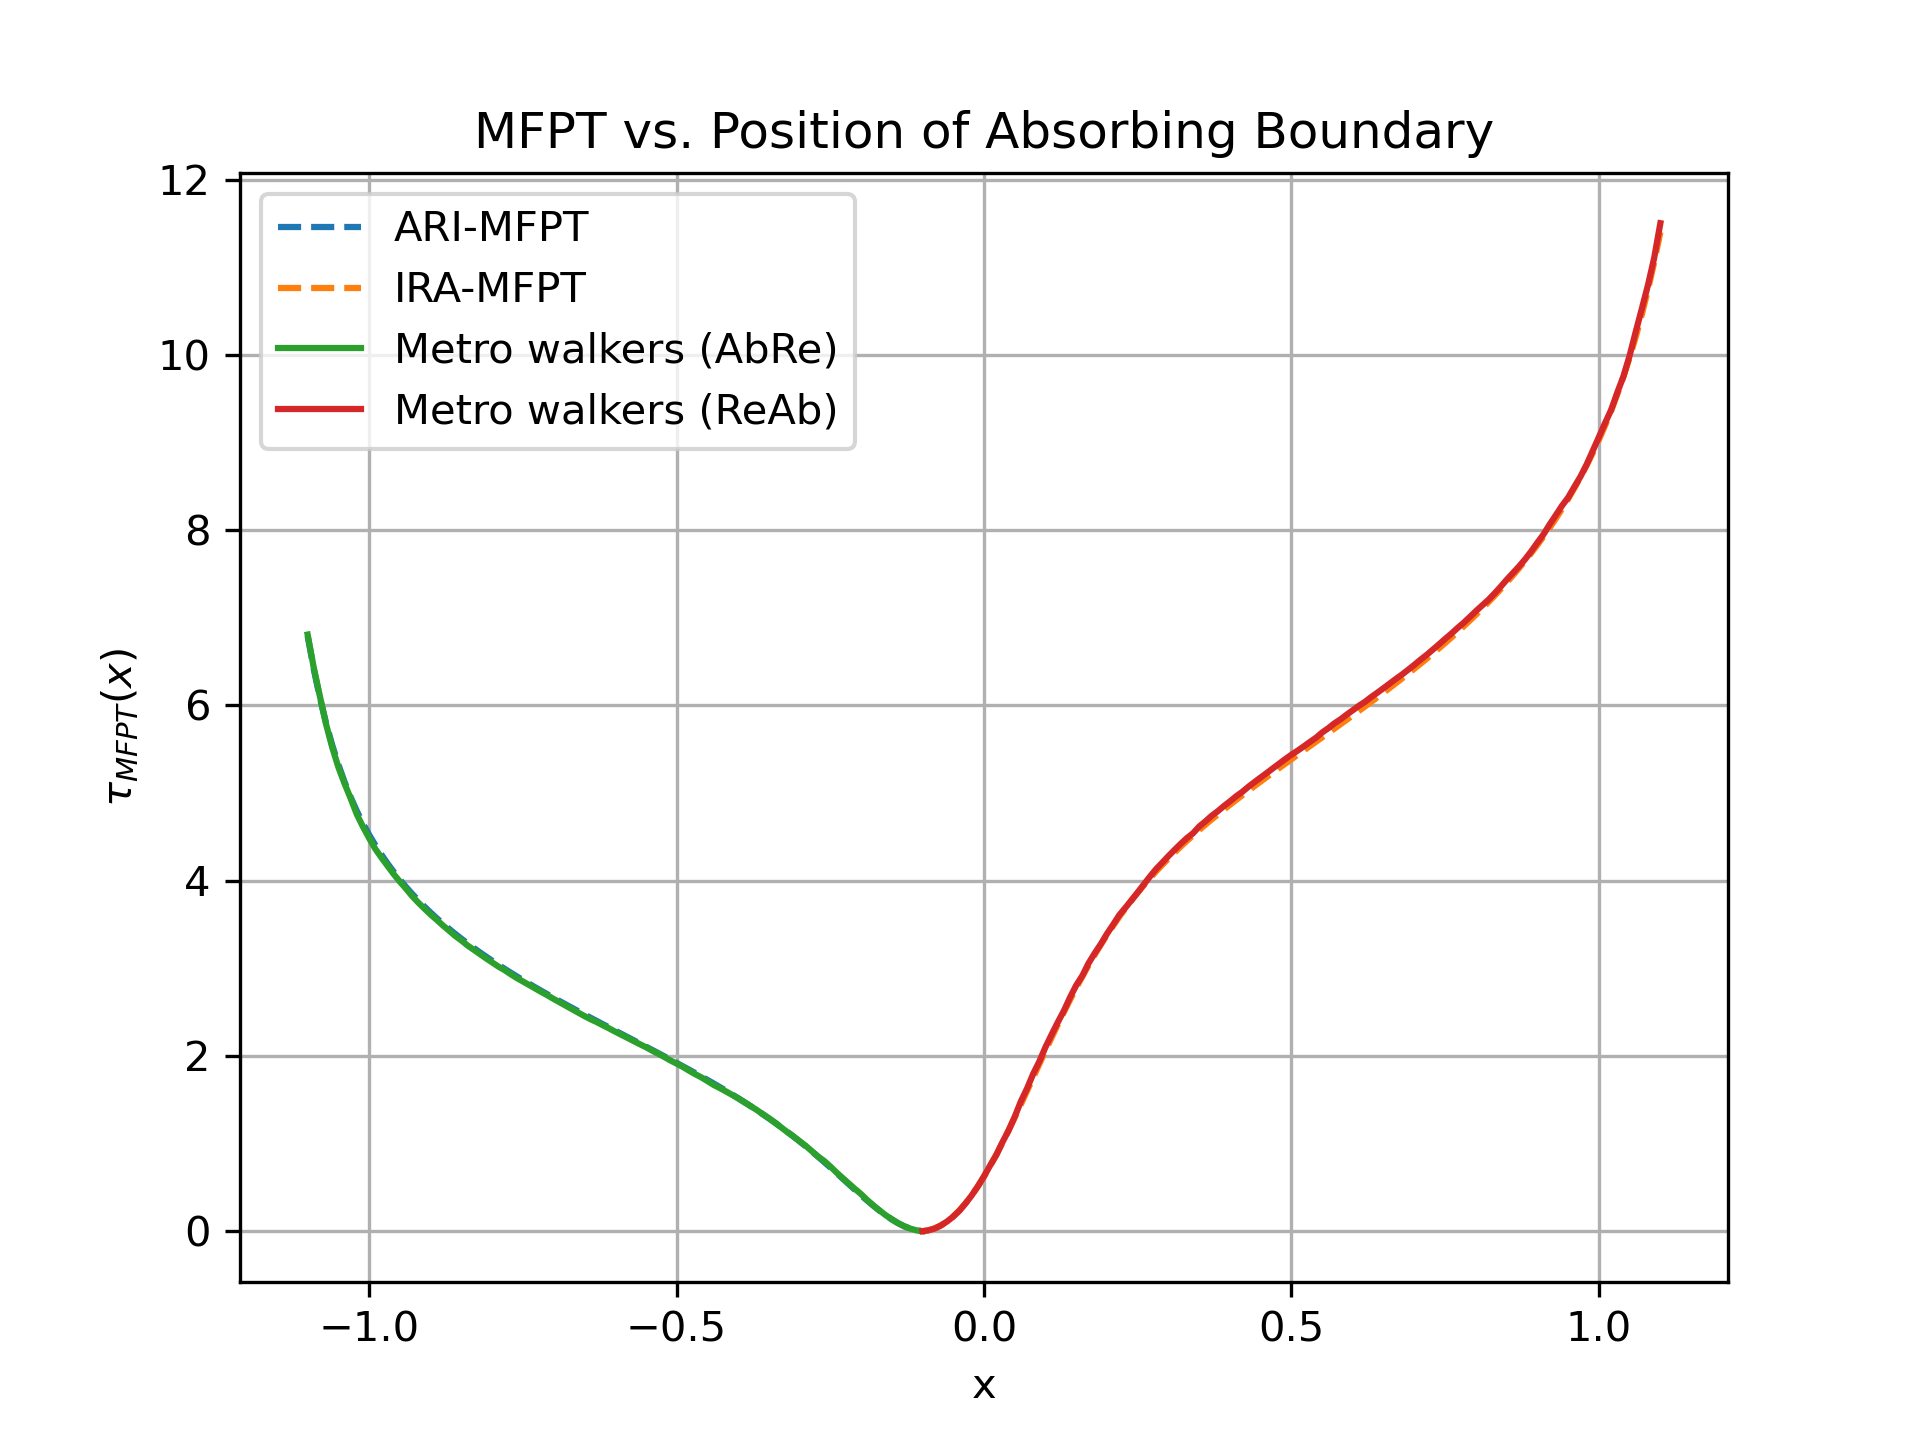 MFPT vs. Position of Absorbing Boundary
12
10
8
6
4
2
0
τMFPT(x)
ARI-MFPT
IRA-MFPT
Metro walkers (AbRe)
Metro walkers (ReAb)
−1.0 −0.5 0.0 0.5 1.0
x